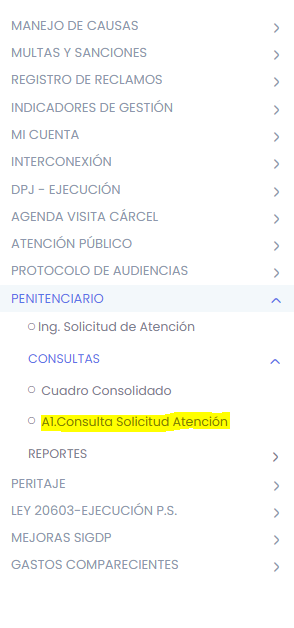 MANEJO DE CAUSAS
MULTAS Y SANCIONES
REGISTRO DE RECLAMOS
INDICADORES DE GESTIÓN
MI CUENTA
INTERCONEXIÓN
DPJ - EJECUCIÓN
AGENDA VISITA CÁRCEL
ATENCIÓN PÚBLICO
PROTOCOLO DE AUDIENCIAS
PENITENCIARIO
Ing. Solicitud de Atención
CONSULTAS
Cuadro Consolidado
A1.Consulta Solicitud Atención
REPORTES
PERITAJE
LEY 20603-EJECUCIÓN P.S.
MEJORAS SIGDP
GASTOS COMPARECIENTES